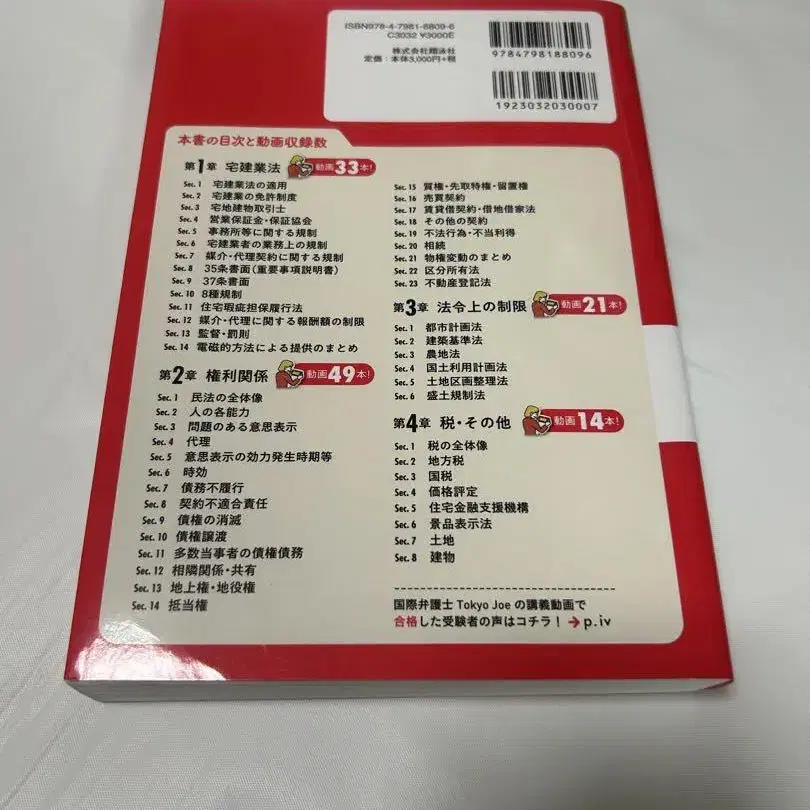 ISBN978-4-7981-8809-6
C3032 ¥3000E
株式会社翔泳社
定価：本体3,000円+税
9784798188096
1923032030007
本書の目次と動画収録数
第1章 宅建業法 動画33本!
Sec. 1 宅建業法の適用
Sec. 2 宅建業の免許制度
Sec. 3 宅地建物取引士
Sec. 4 営業保証金・保証協会
Sec. 5 事務所等に関する規制
Sec. 6 宅建業者の業務上の規制
Sec. 7 媒介・代理契約に関する規制
Sec. 8 35条書面(重要事項説明書)
Sec. 9 37条書面
Sec. 10 8種規制
Sec. 11 住宅瑕疵担保履行法
Sec. 12 媒介・代理に関する報酬額の制限
Sec. 13 監督・罰則
Sec. 14 電磁的方法による提供のまとめ
第2章 権利関係 動画49本!
Sec. 1 民法の全体像
Sec. 2 人の各能力
Sec. 3 問題のある意思表示
Sec. 4 代理
Sec. 5 意思表示の効力発生時期等
Sec. 6 時効
Sec. 7 債務不履行
Sec. 8 契約不適合責任
Sec. 9 債権の消滅
Sec. 10 債権譲渡
Sec. 11 多数当事者の債権債務
Sec. 12 相隣関係・共有
Sec. 13 地上権・地役権
Sec. 14 抵当権
Sec. 15 質権・先取特権・留置権
Sec. 16 売買契約
Sec. 17 賃貸借契約・借地借家法
Sec. 18 その他の契約
Sec. 19 不法行為・不当利得
Sec. 20 相続
Sec. 21 物権変動のまとめ
Sec. 22 区分所有法
Sec. 23 不動産登記法
第3章 法令上の制限 動画21本!
Sec. 1 都市計画法
Sec. 2 建築基準法
Sec. 3 農地法
Sec. 4 国土利用計画法
Sec. 5 土地区画整理法
Sec. 6 盛土規制法
第4章 税・その他 動画14本!
Sec. 1 税の全体像
Sec. 2 地方税
Sec. 3 国税
Sec. 4 価格評定
Sec. 5 住宅金融支援機構
Sec. 6 景品表示法
Sec. 7 土地
Sec. 8 建物
国際弁護士 Tokyo Joe の講義動画で
合格した受験者の声はコチラ！→p.iv